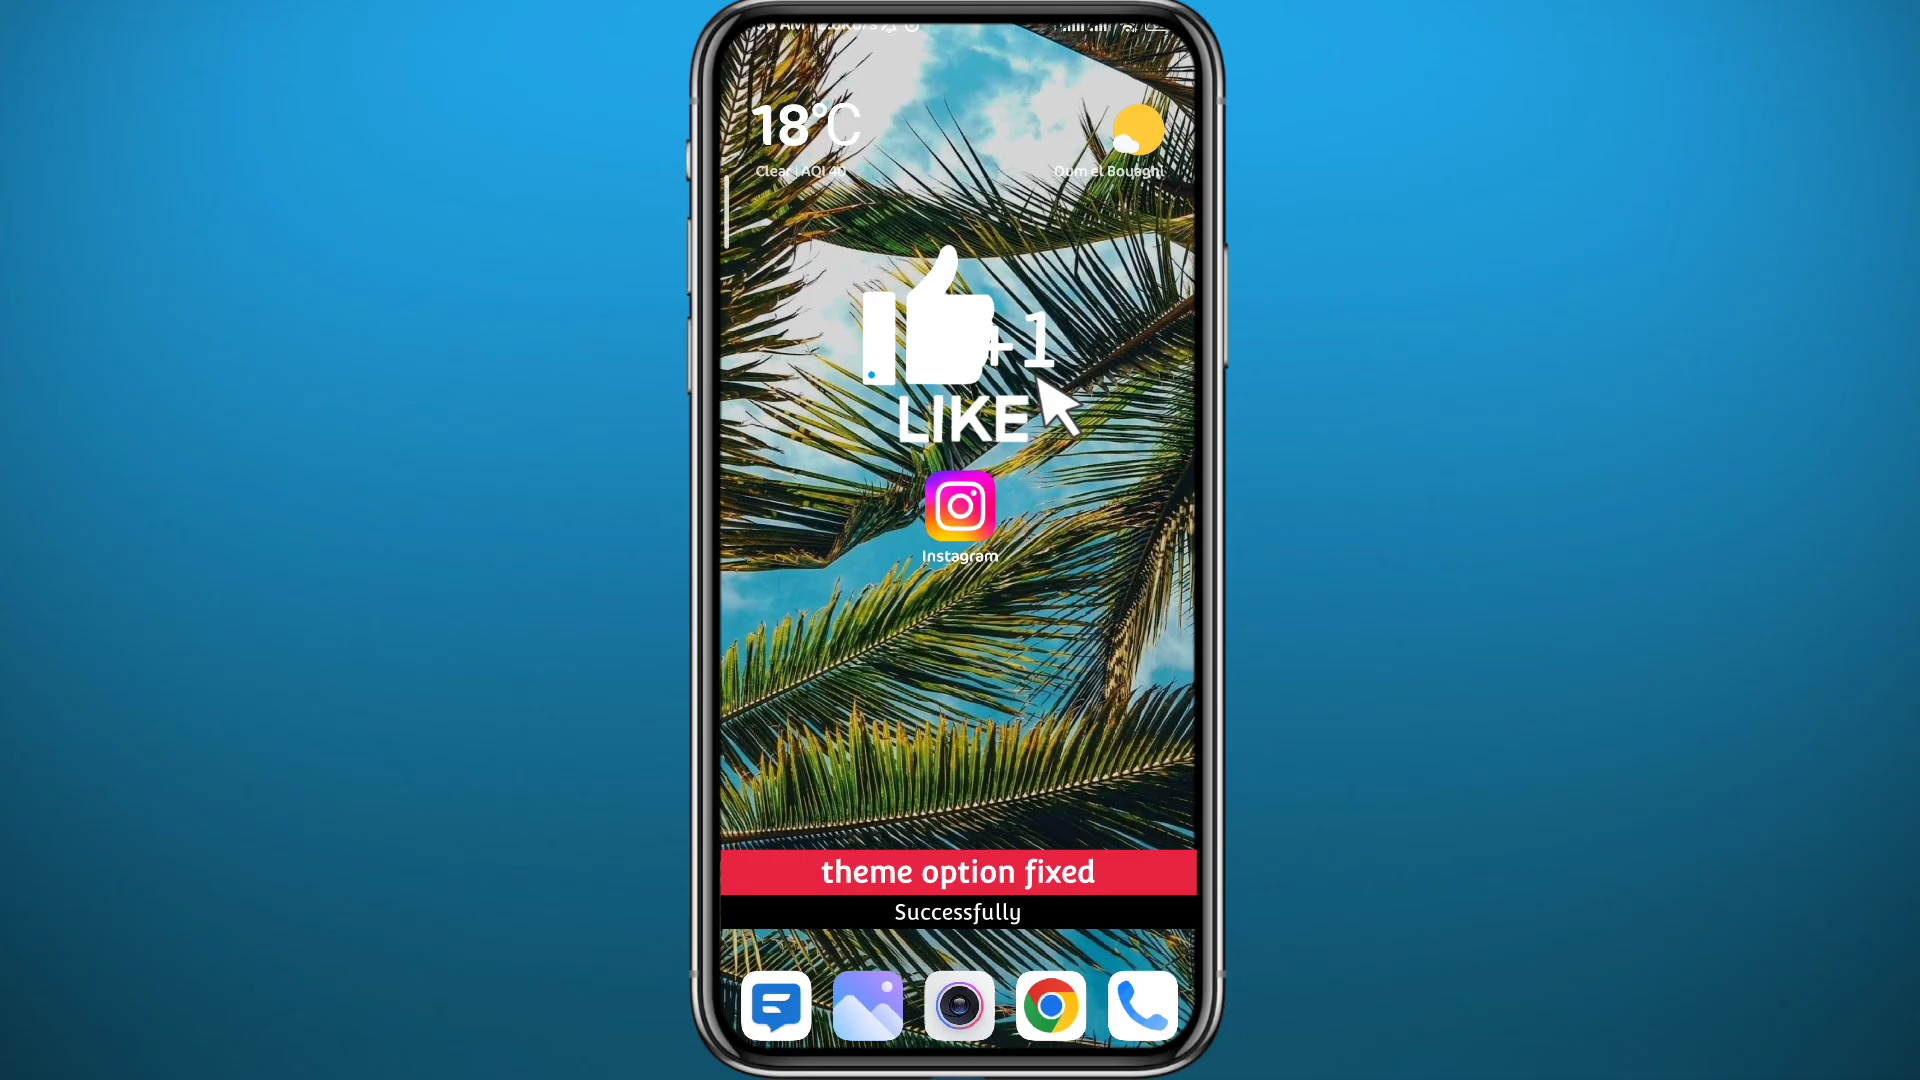 18°C
Clear | AQI 40
Oum el Bouaghi
+1
LIKE
Instagram
theme option fixed
Successfully